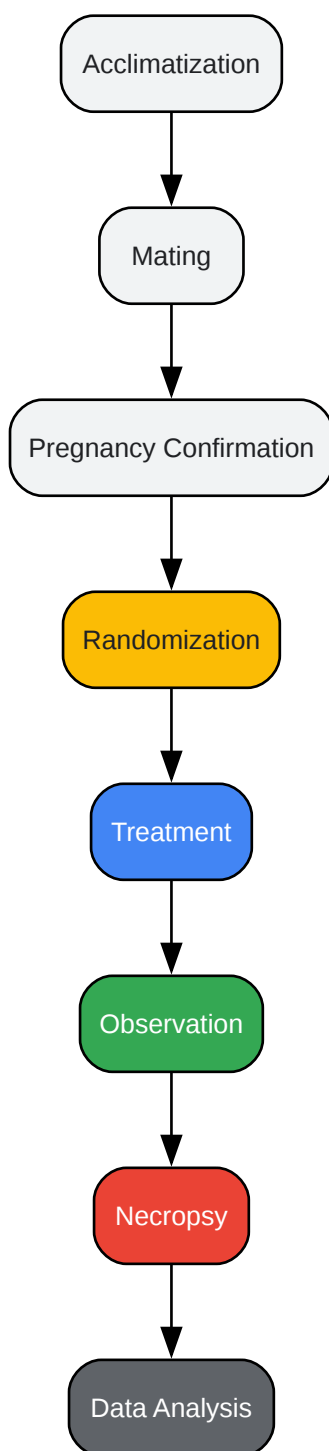 Acclimatization
Mating
Pregnancy Confirmation
Randomization
Treatment
Observation
Necropsy
Data Analysis